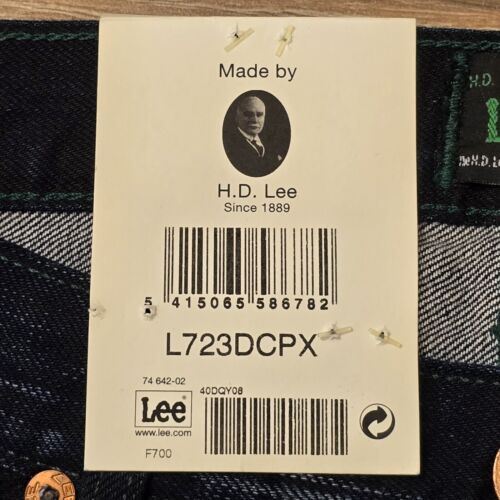 Made by
H.D. Lee
Since 1889
5 415065 586782
L723DCPX
74 642-02
40DQY08
Lee
www.lee.com
F700
H.D.